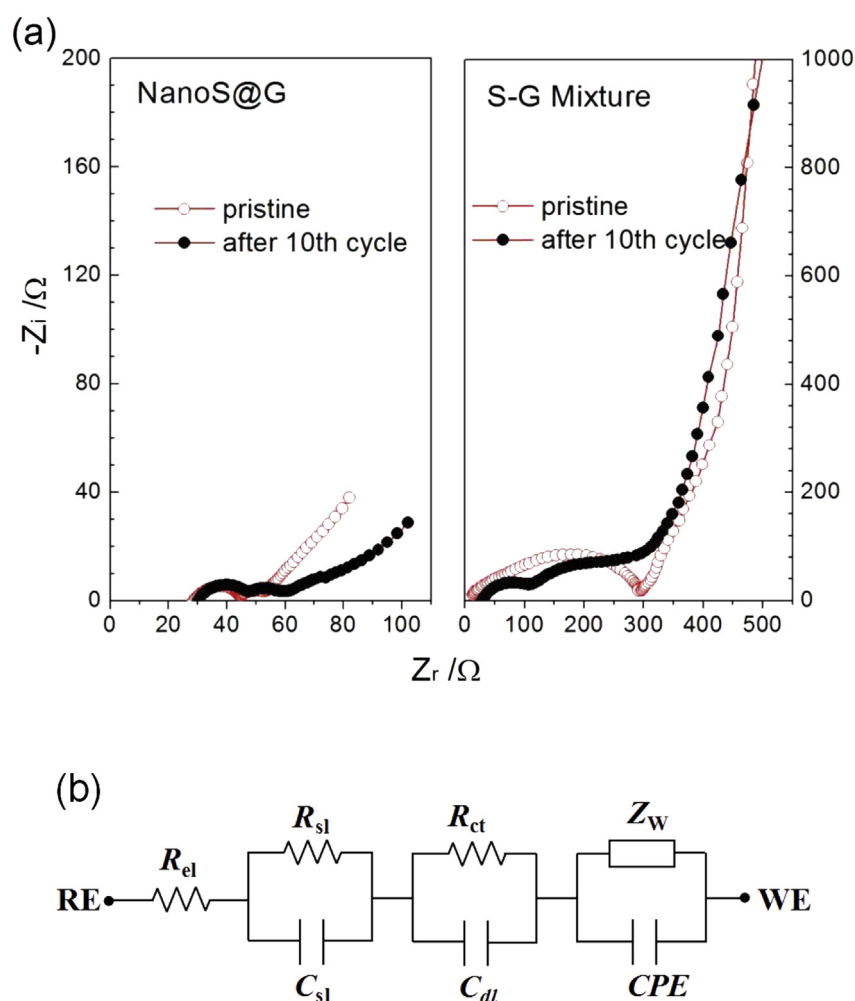 (a)
200
160
120
80
40
0
-Zi /Ω
NanoS@G
pristine
after 10th cycle
0 20 40 60 80 100
S-G Mixture
pristine
after 10th cycle
1000
800
600
400
200
0
0 100 200 300 400 500
Zr /Ω
(b)
RE
Rel
Rsl
Csl
Rct
Cdl
ZW
CPE
WE